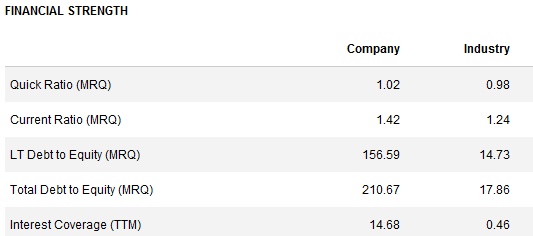 FINANCIAL STRENGTH
Company Industry
Quick Ratio (MRQ) 1.02 0.98
Current Ratio (MRQ) 1.42 1.24
LT Debt to Equity (MRQ) 156.59 14.73
Total Debt to Equity (MRQ) 210.67 17.86
Interest Coverage (TTM) 14.68 0.46